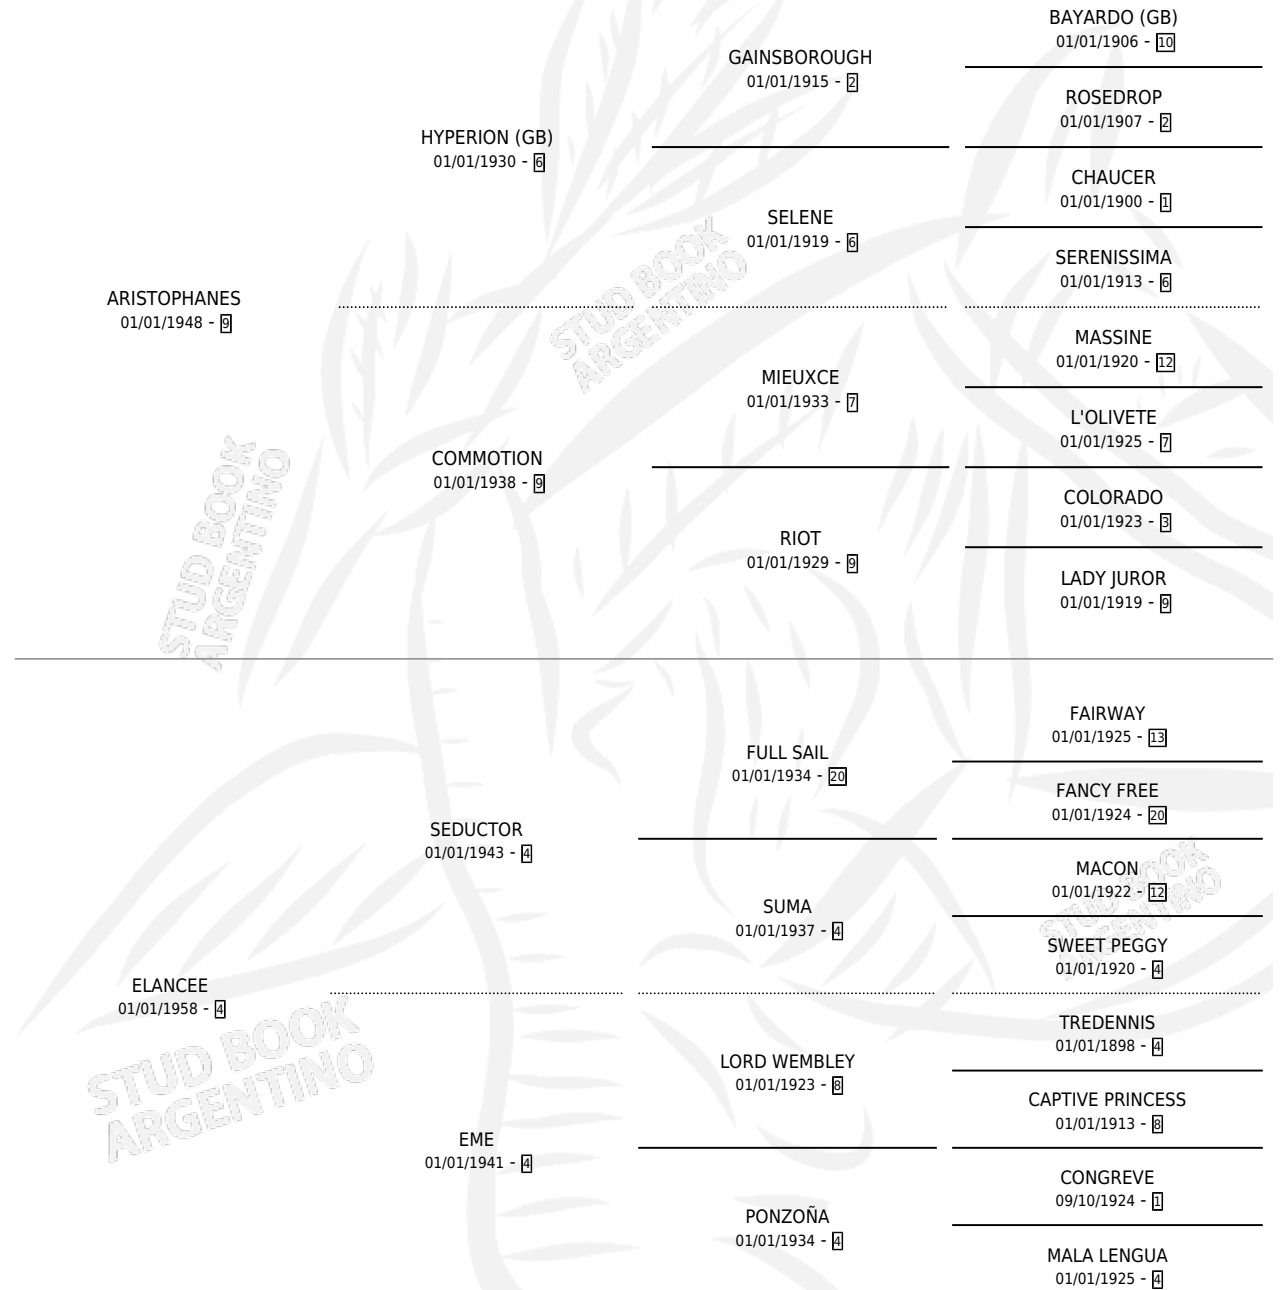 BAYARDO (GB)
01/01/1906 - 10
GAINSBOROUGH
01/01/1915 - 2
ROSEDROP
01/01/1907 - 2
HYPERION (GB)
01/01/1930 - 6
CHAUCER
01/01/1900 - 1
SELENE
01/01/1919 - 6
SERENISSIMA
01/01/1913 - 6
ARISTOPHANES
01/01/1948 - 9
MASSINE
01/01/1920 - 12
MIEUXCE
01/01/1933 - 7
L'OLIVETE
01/01/1925 - 7
COMMOTION
01/01/1938 - 9
COLORADO
01/01/1923 - 3
RIOT
01/01/1929 - 9
LADY JUROR
01/01/1919 - 9
FAIRWAY
01/01/1925 - 13
FULL SAIL
01/01/1934 - 20
FANCY FREE
01/01/1924 - 20
SEDUCTOR
01/01/1943 - 4
MACON
01/01/1922 - 12
SUMA
01/01/1937 - 4
SWEET PEGGY
01/01/1920 - 4
ELANCEE
01/01/1958 - 4
TREDENNIS
01/01/1898 - 4
LORD WEMBLEY
01/01/1923 - 8
CAPTIVE PRINCESS
01/01/1913 - 8
EME
01/01/1941 - 4
CONGREVE
09/10/1924 - 1
PONZOÑA
01/01/1934 - 4
MALA LENGUA
01/01/1925 - 4
STUD BOOK
ARGENTINO
STUD BOOK
ARGENTINO
STUD BOOK
ARGENTINO
STUD BOOK
ARGENTINO